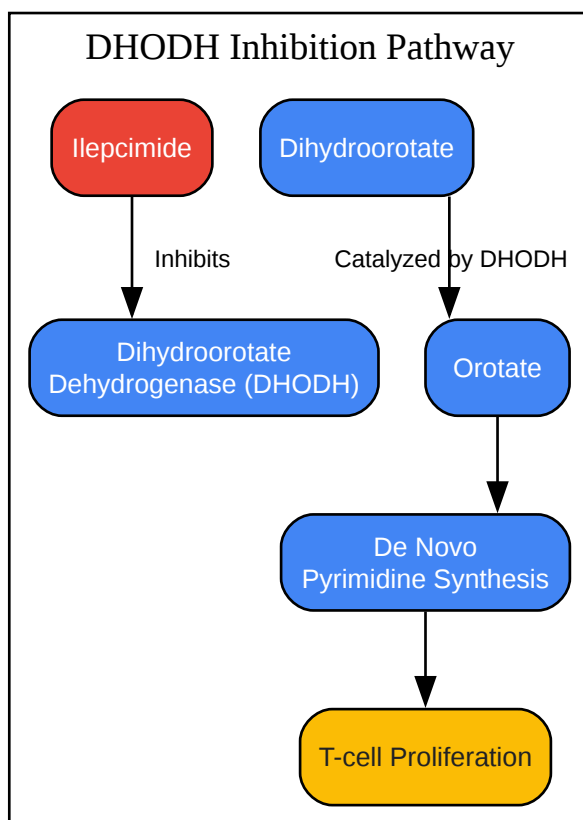 DHODH Inhibition Pathway
Ilepcimide
Dihydroorotate
Inhibits
Catalyzed by DHODH
Dihydroorotate
Dehydrogenase (DHODH)
Orotate
De Novo
Pyrimidine Synthesis
T-cell Proliferation